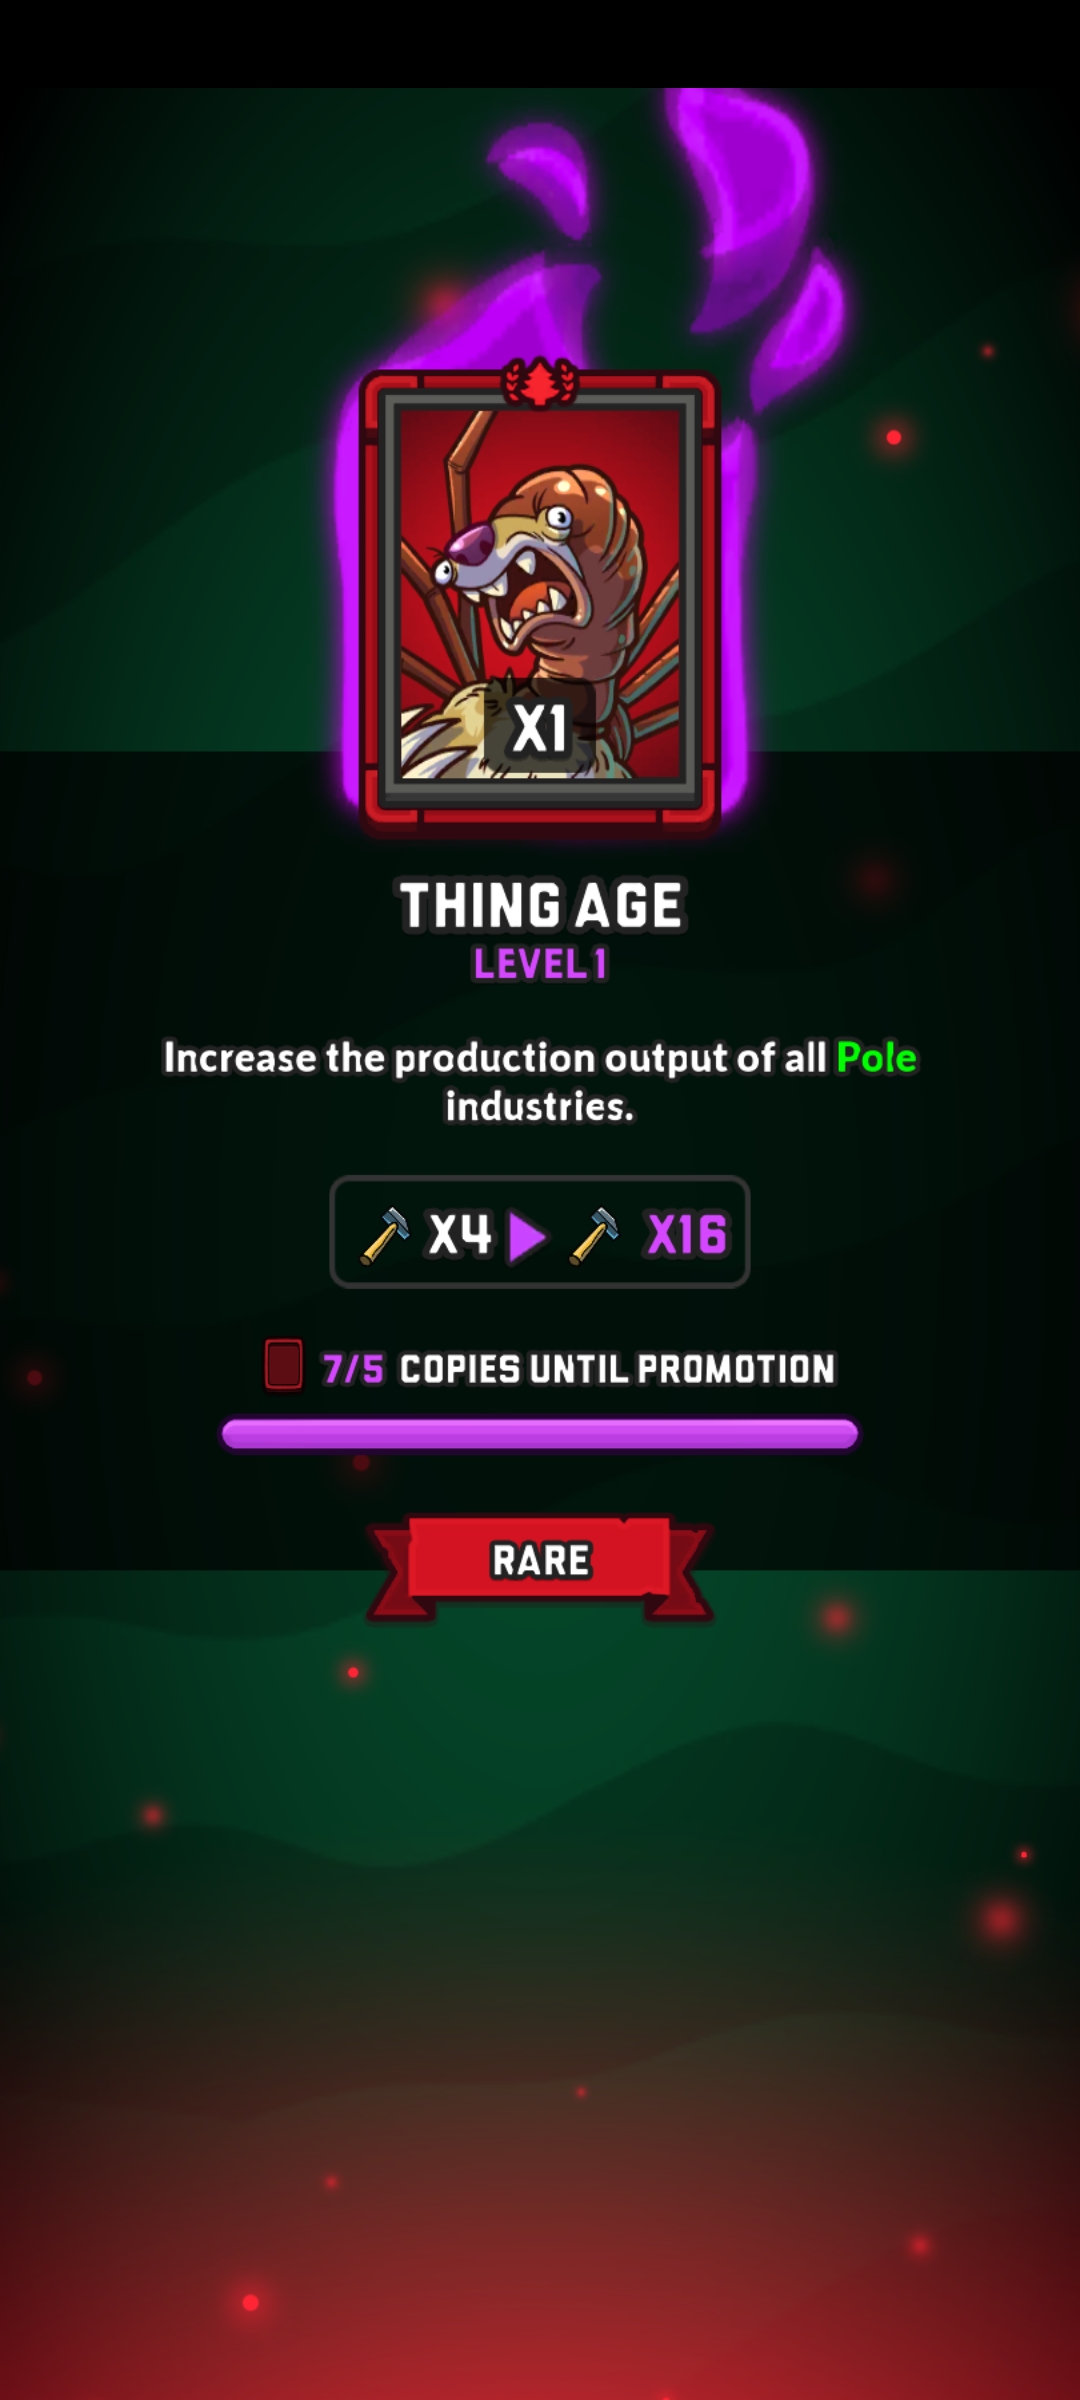 X1
THING AGE
LEVEL 1
Increase the production output of all Pole
industries.
X4 X16
7/5 COPIES UNTIL PROMOTION
RARE